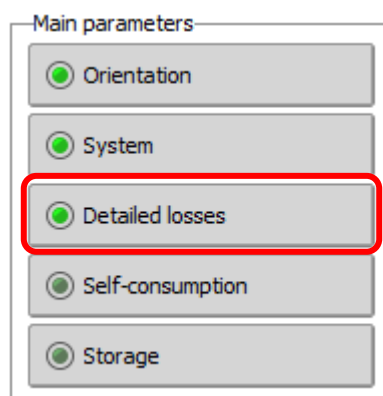 Main parameters
Orientation
System
Detailed losses
Self-consumption
Storage